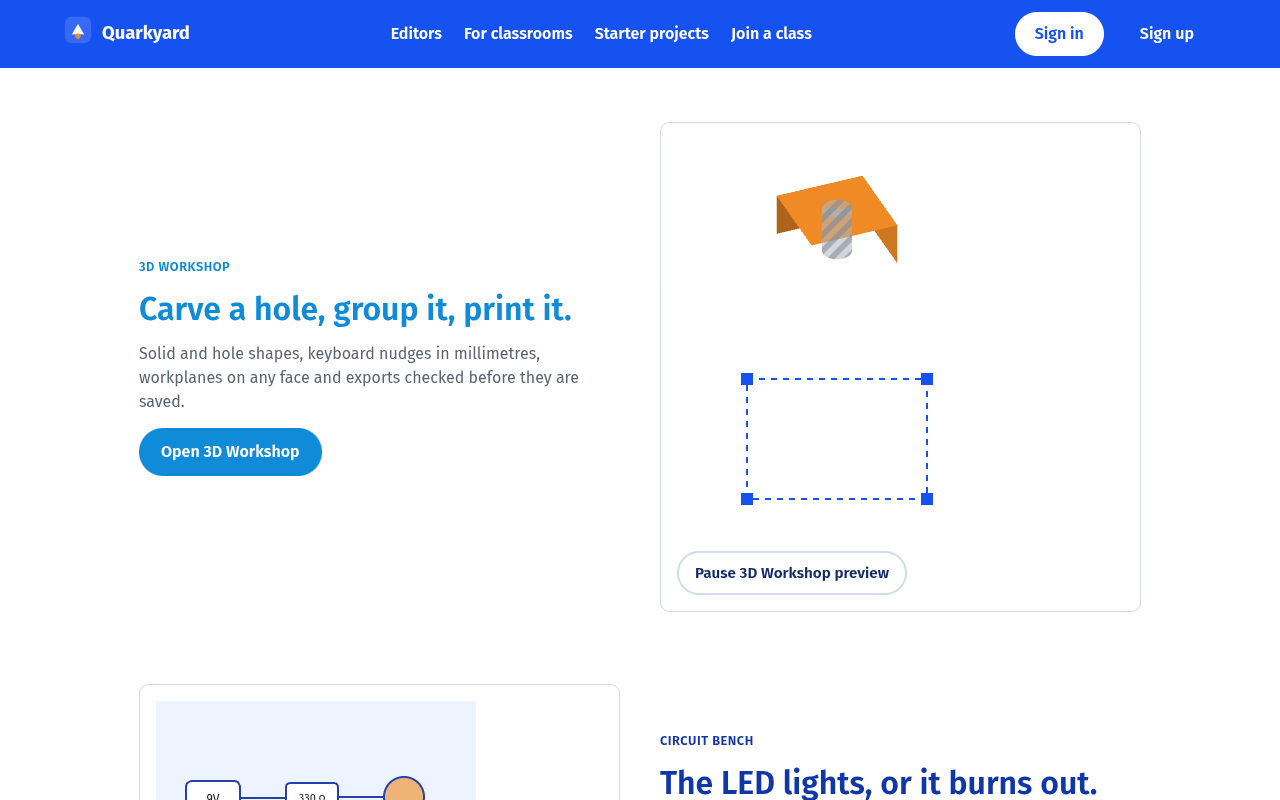 Quarkyard
Editors
For classrooms
Starter projects
Join a class
Sign in
Sign up
3D WORKSHOP
Carve a hole, group it, print it.
Solid and hole shapes, keyboard nudges in millimetres,
workplanes on any face and exports checked before they are
saved.
Open 3D Workshop
Pause 3D Workshop preview
9V
330 Ω
CIRCUIT BENCH
The LED lights, or it burns out.